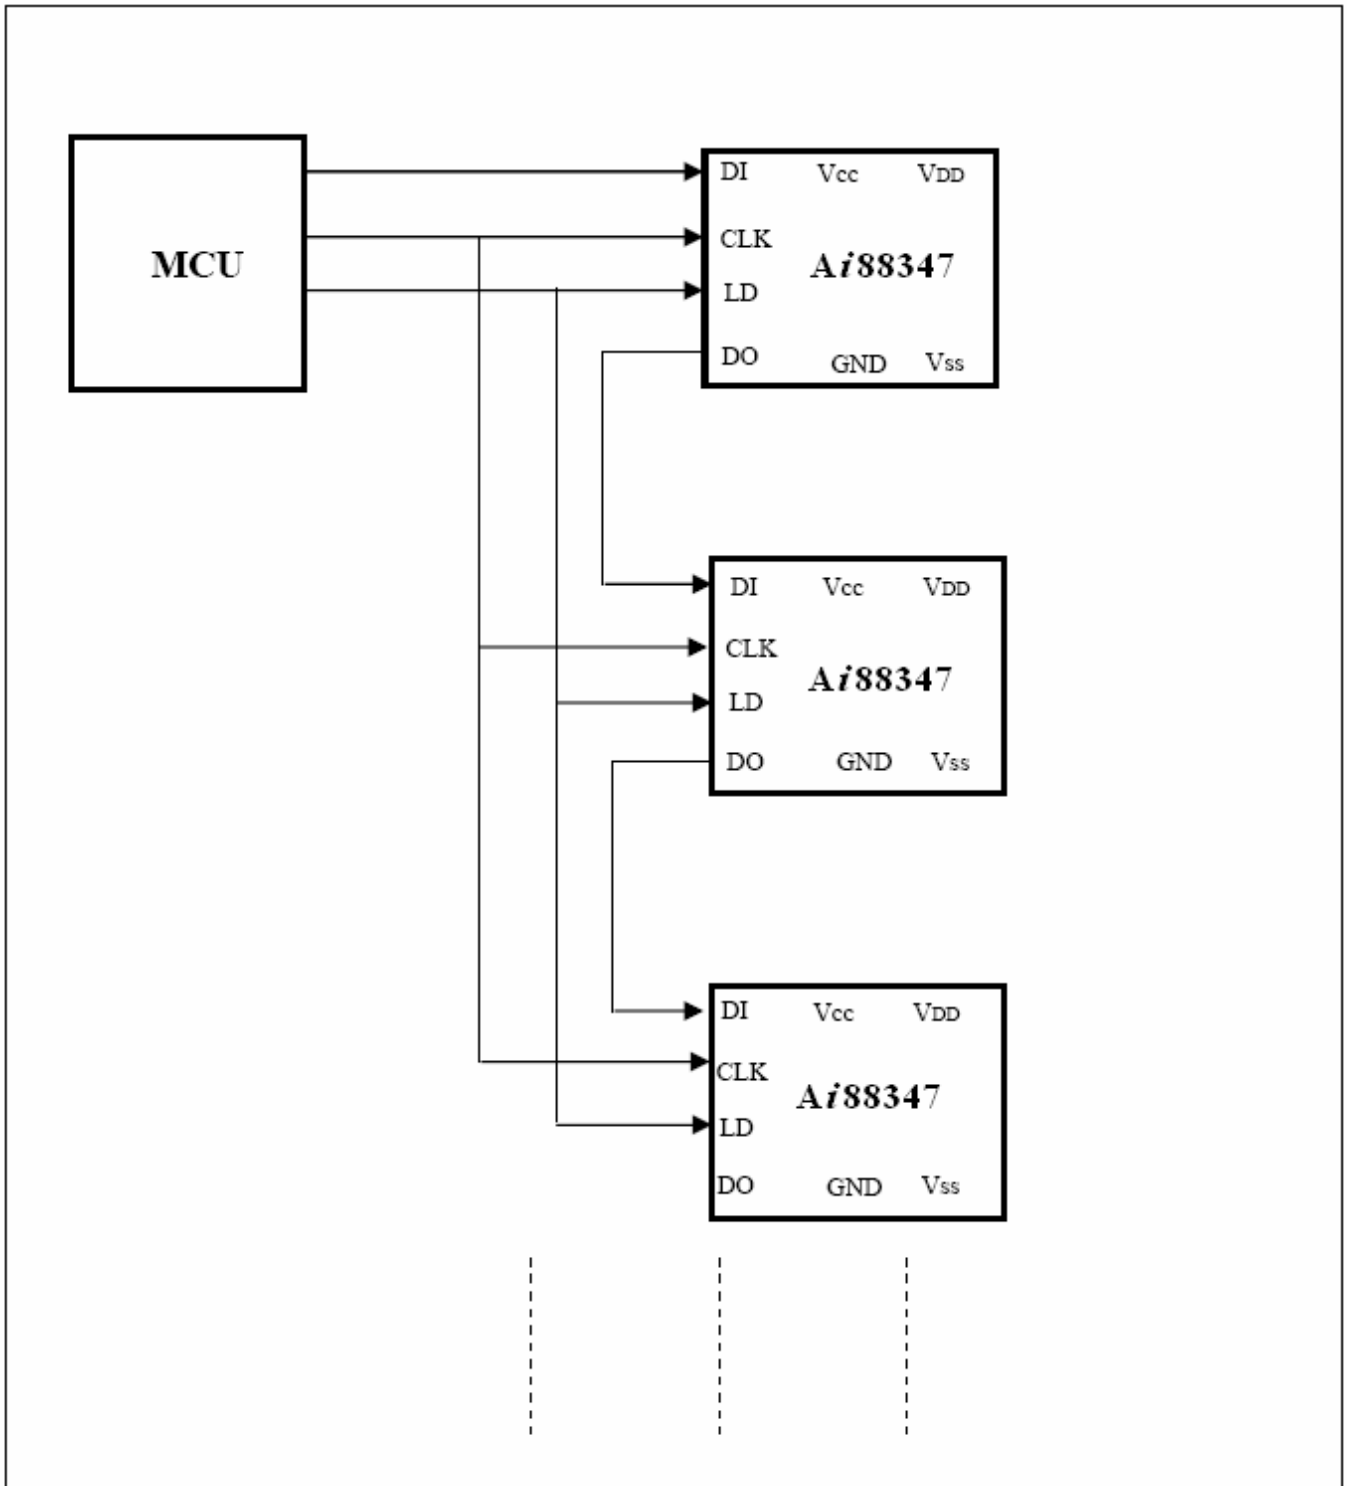 MCU
DI Vcc VDD
CLK
Ai88347
LD
DO GND Vss
DI Vcc VDD
CLK
Ai88347
LD
DO GND Vss
DI Vcc VDD
CLK
Ai88347
LD
DO GND Vss